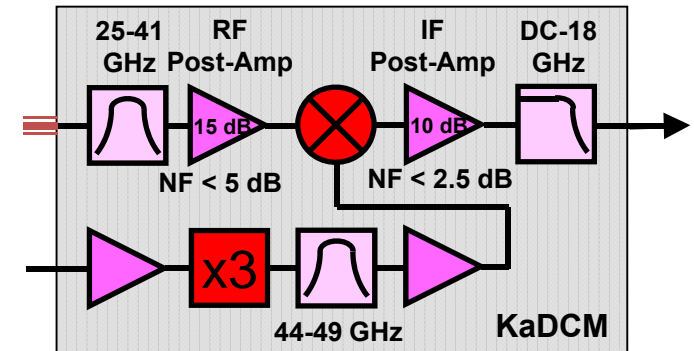 25-41
GHz
RF
Post-Amp
IF
Post-Amp
DC-18
GHz
15 dB
10 dB
NF < 5 dB
NF < 2.5 dB
x3
44-49 GHz
KaDCM